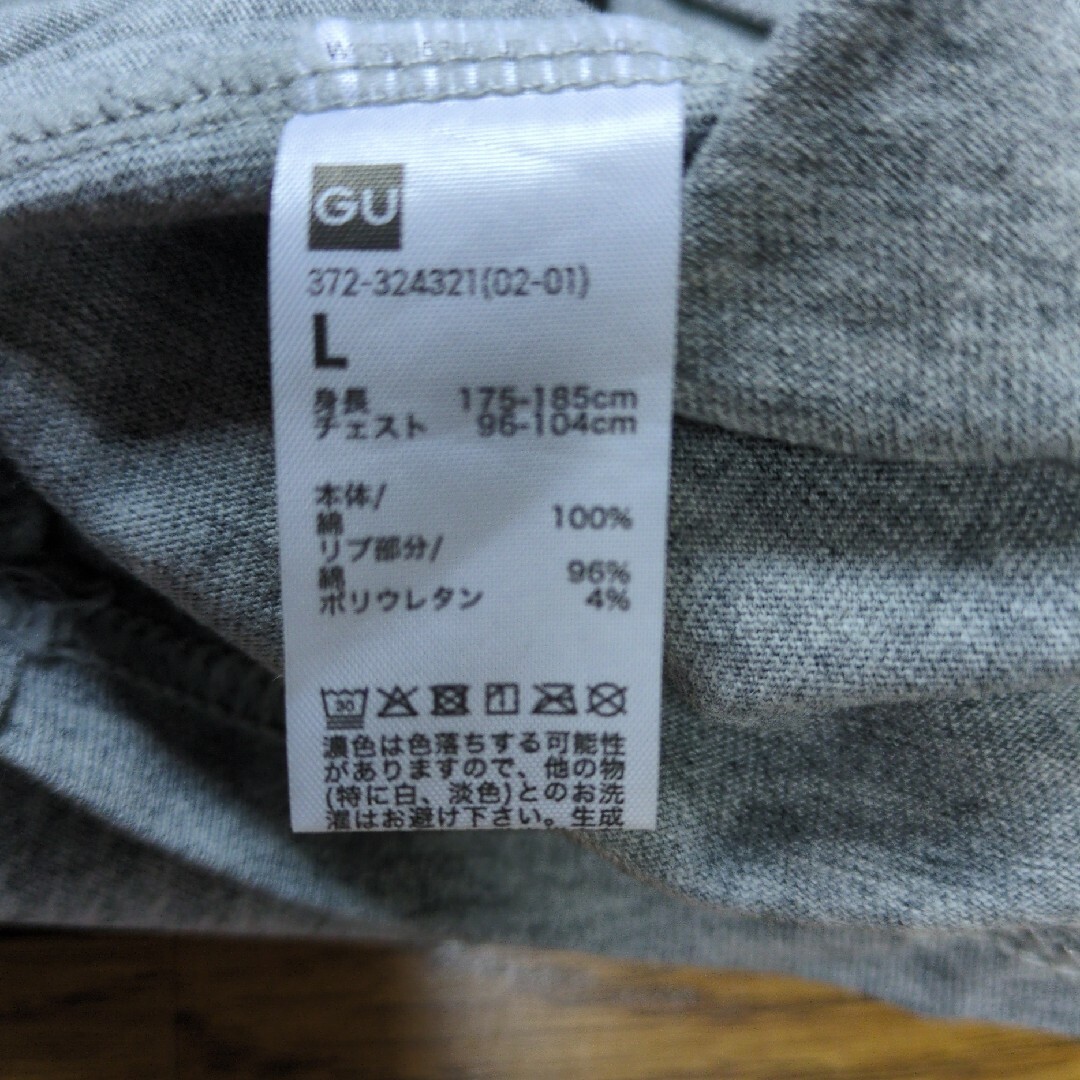 GU
372-324321(02-01)
L
身長 175-185cm
チェスト 96-104cm
本体/
綿 100%
リブ部分/
綿 96%
ポリウレタン 4%
30
濃色は色落ちする可能性
がありますので、他の物
(特に白、淡色)とのお洗
濯はお避け下さい。生成